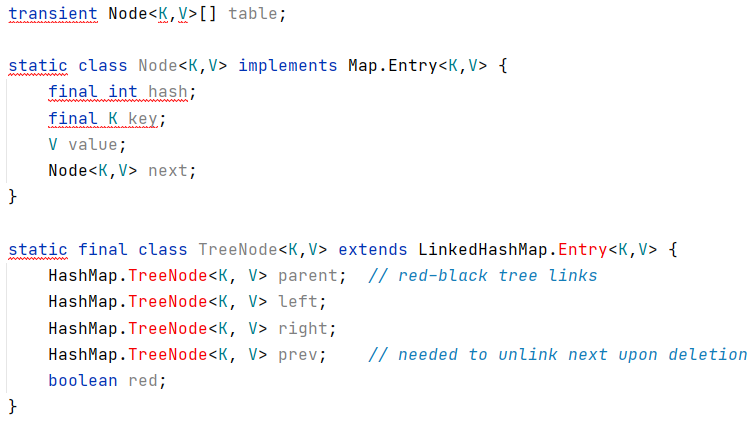 transient Node<K,V>[] table;
static class Node<K,V> implements Map.Entry<K,V> {
final int hash;
final K key;
V value;
Node<K,V> next;
}
static final class TreeNode<K,V> extends LinkedHashMap.Entry<K,V> {
HashMap.TreeNode<K, V> parent;  // red-black tree links
HashMap.TreeNode<K, V> left;
HashMap.TreeNode<K, V> right;
HashMap.TreeNode<K, V> prev;    // needed to unlink next upon deletion
boolean red;
}